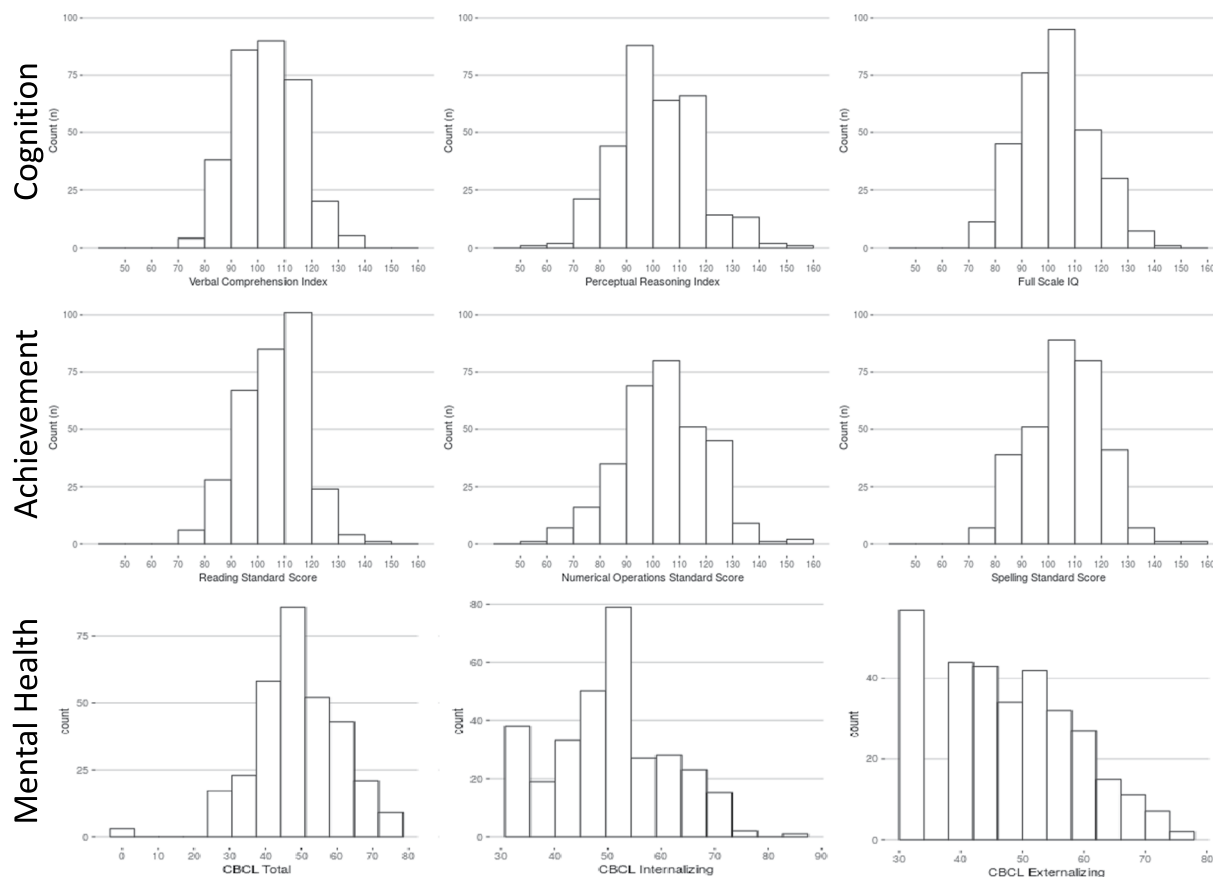 Cognition
100
75
50
25
0
Count (n)
50 60 70 80 90 100 110 120 130 140 150 160
Verbal Comprehension Index
100
75
50
25
0
Count (n)
50 60 70 80 90 100 110 120 130 140 150 160
Perceptual Reasoning Index
100
75
50
25
0
Count (n)
50 60 70 80 90 100 110 120 130 140 150 160
Full Scale IQ
Achievement
100
75
50
25
0
Count (n)
50 60 70 80 90 100 110 120 130 140 150 160
Reading Standard Score
100
75
50
25
0
Count (n)
50 60 70 80 90 100 110 120 130 140 150 160
Numerical Operations Standard Score
100
75
50
25
0
Count (n)
50 60 70 80 90 100 110 120 130 140 150 160
Spelling Standard Score
Mental Health
75
50
25
0
count
0 10 20 30 40 50 60 70 80
CBCL Total
80
60
40
20
0
count
30 40 50 60 70 80 90
CBCL Internalizing
40
20
0
count
30 40 50 60 70 80
CBCL Externalizing